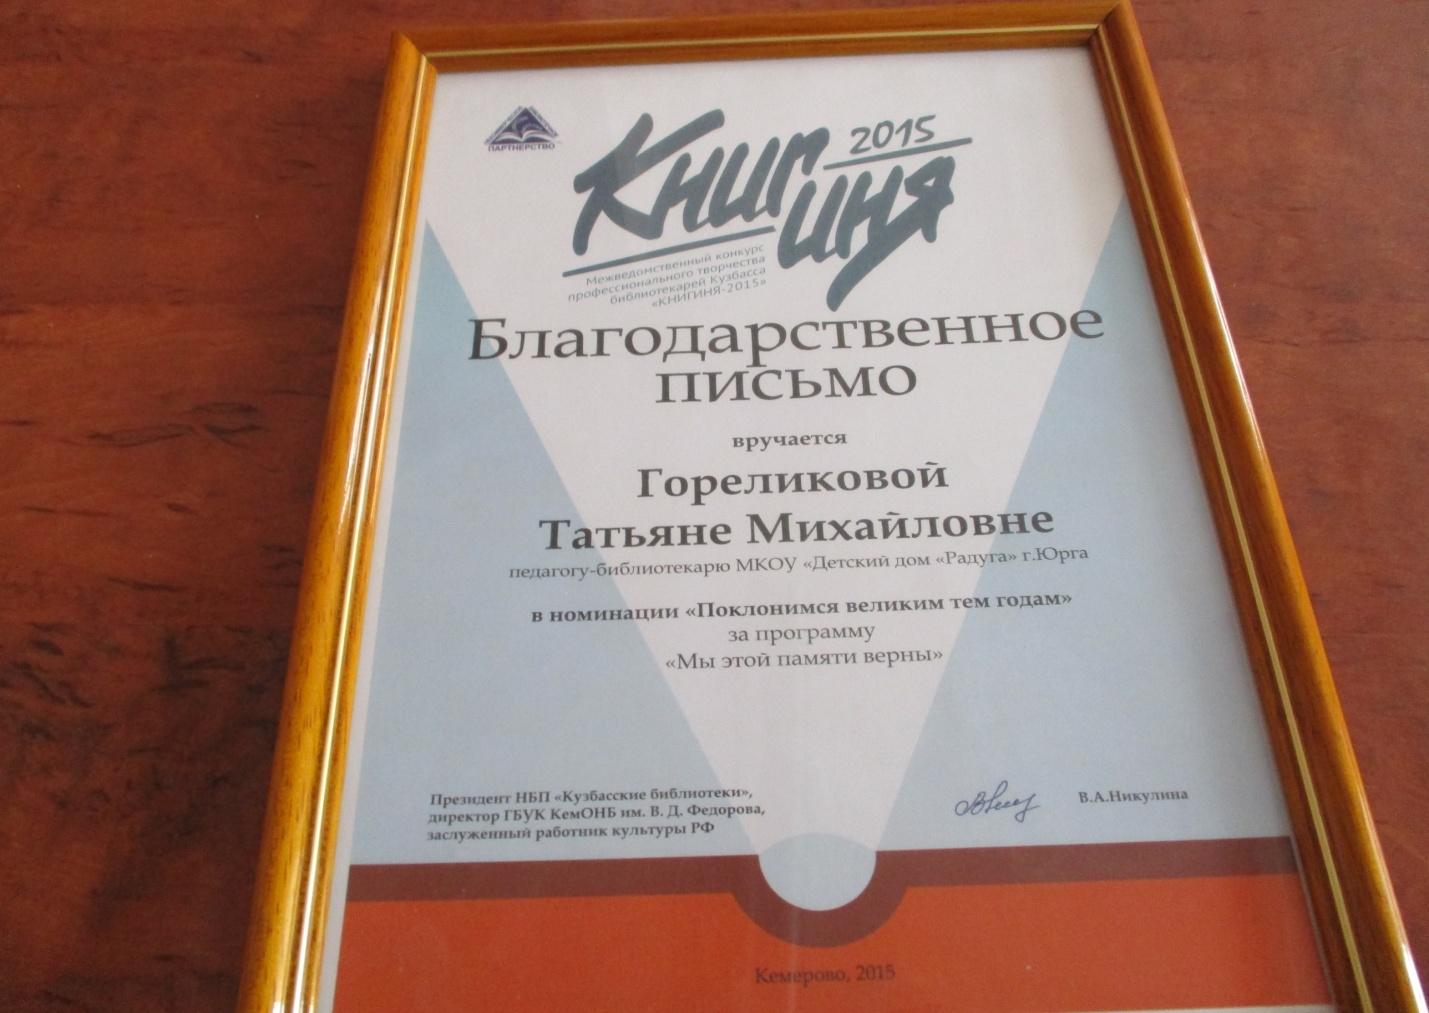 ПАРТНЕРСТВО
КНИГ 2015
ИНЯ
Межведомственный конкурс
профессионального творчества
библиотекарей Кузбасса
«КНИГИНЯ-2015»
Благодарственное
письмо
вручается
Гореликовой
Татьяне Михайловне
педагогу-библиотекарю МКОУ «Детский дом «Радуга» г.Юрга
в номинации «Поклонимся великим тем годам»
за программу
«Мы этой памяти верны»
Президент НБП «Кузбасские библиотеки»,
директор ГБУК КемОНБ им. В. Д. Федорова,
заслуженный работник культуры РФ
В.А.Никулина
Кемерово, 2015